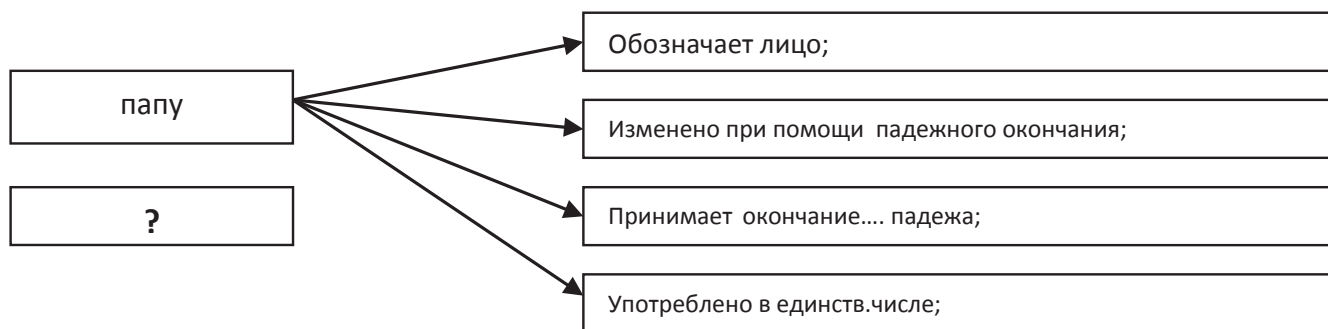 Обозначает лицо;
папу
Изменено при помощи падежного окончания;
?
Принимает окончание.... падежа;
Употреблено в единств.числе;